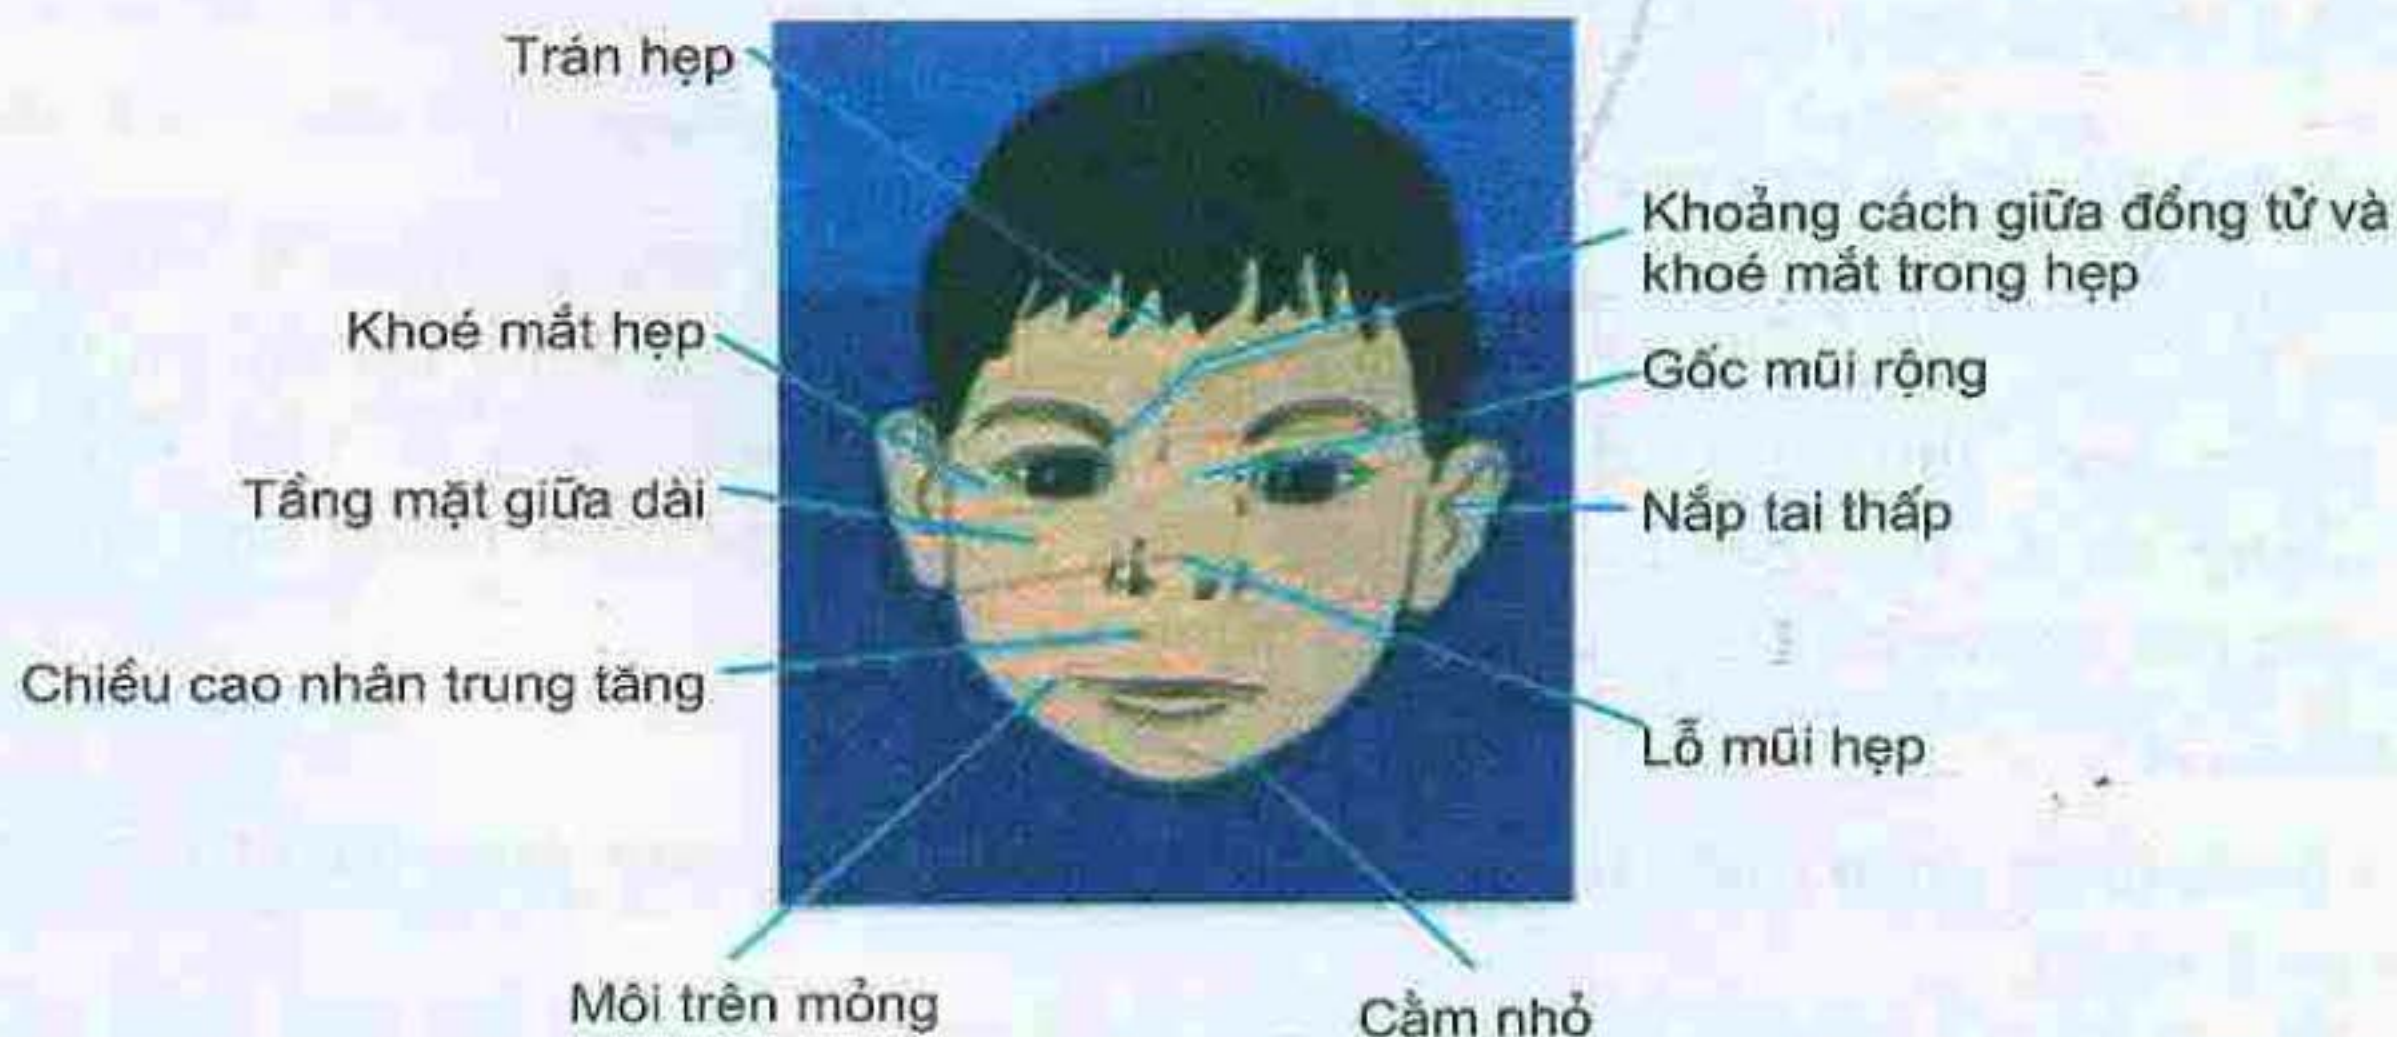 Trán hẹp
Khoảng cách giữa đồng tử và
khoé mắt trong hẹp
Khoé mắt hẹp
Gốc mũi rộng
Tầng mặt giữa dài
Nắp tai thấp
Chiều cao nhân trung tăng
Lỗ mũi hẹp
Môi trên mỏng
Cằm nhỏ